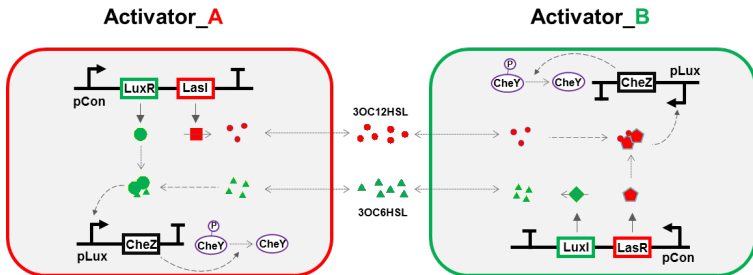 Activator_A
Activator_B
pCon
LuxR
LasI
3OC12HSL
3OC6HSL
pLux
CheZ
P
CheY
CheY
P
CheY
CheY
CheZ
pLux
LuxI
LasR
pCon